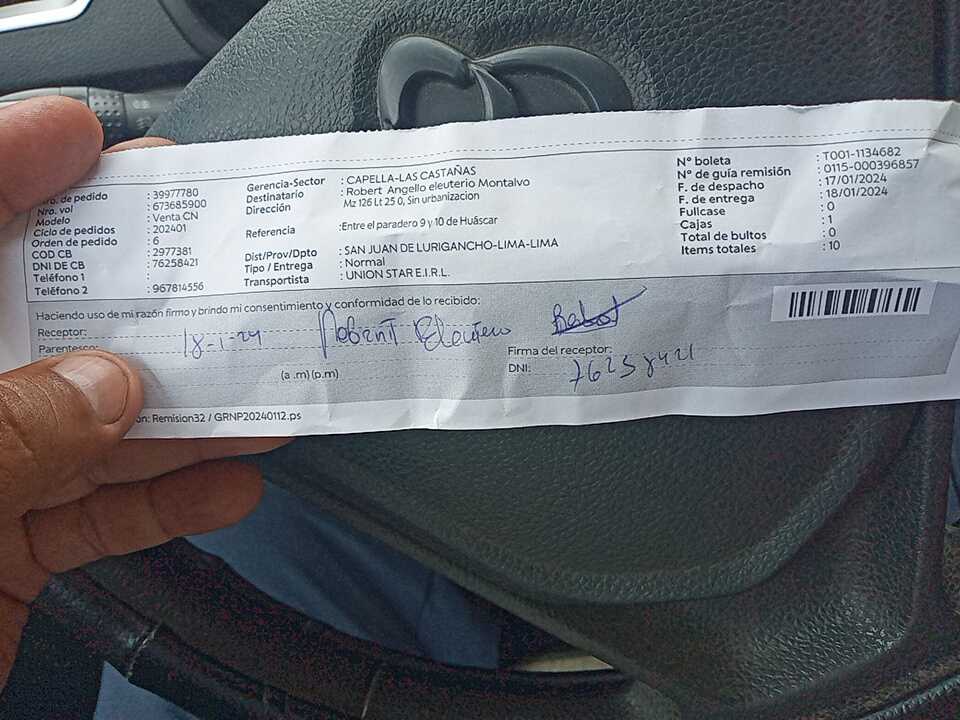 Nro. de pedido : 39977780
Nro. vol : 673685900
Modelo : Venta CN
Ciclo de pedidos : 202401
Orden de pedido : 6
COD CB : 2977381
DNI DE CB : 76258421
Teléfono 1 :
Teléfono 2 : 967814556
Gerencia-Sector : CAPELLA-LAS CASTAÑAS
Destinatario : Robert Angello eleuterio Montalvo
Dirección Mz 126 Lt 25 0, Sin urbanizacion
Referencia :Entre el paradero 9 y 10 de Huáscar
Dist/Prov/Dpto : SAN JUAN DE LURIGANCHO-LIMA-LIMA
Tipo / Entrega : Normal
Transportista : UNION STAR E.I.R.L.
N° boleta : T001-1134682
N° de guía remisión : 0115-000396857
F. de despacho : 17/01/2024
F. de entrega : 18/01/2024
Fullcase : 0
Cajas : 1
Total de bultos : 0
Items totales : 10
Haciendo uso de mi razón firmo y brindo mi consentimiento y conformidad de lo recibido:
Receptor: 18-1-24 Robert Eleuterio
Parentesco:
Firma del receptor:
(a .m) (p.m)
DNI: 76258421
ón: Remision32 / GRNP20240112.ps